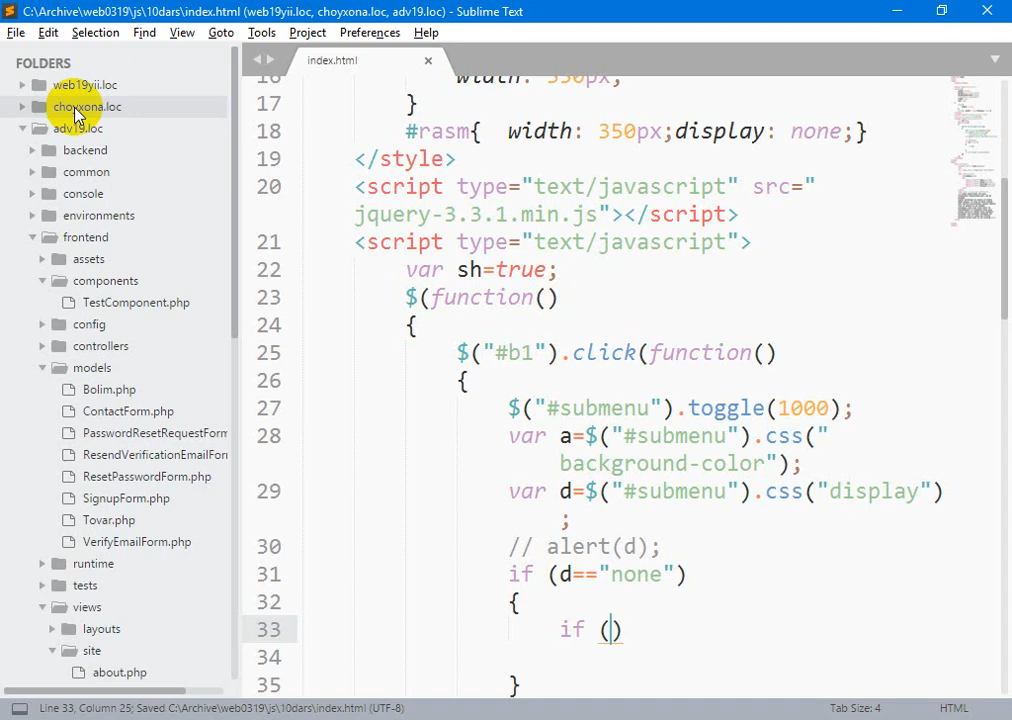 C:\Archive\web0319\js\10dars\index.html (web19yii.loc, choyxona.loc, adv19.loc) - Sublime Text
File Edit Selection Find View Goto Tools Project Preferences Help
FOLDERS
web19yii.loc
choyxona.loc
adv19.loc
backend
common
console
environments
frontend
assets
components
TestComponent.php
config
controllers
models
Bolim.php
ContactForm.php
PasswordResetRequestForm
ResendVerificationEmailFor
ResetPasswordForm.php
SignupForm.php
Tovar.php
VerifyEmailForm.php
runtime
tests
views
layouts
site
about.php
index.html
16 width: 350px;
17 }
18 #rasm{ width: 350px;display: none;}
19 </style>
20 <script type="text/javascript" src="
jquery-3.3.1.min.js"></script>
21 <script type="text/javascript">
22 var sh=true;
23 $(function()
24 {
25 $("#b1").click(function()
26 {
27 $("#submenu").toggle(1000);
28 var a=$("#submenu").css("
background-color");
29 var d=$("#submenu").css("display")
;
30 // alert(d);
31 if (d=="none")
32 {
33 if ()
34
35 }
Line 33, Column 25; Saved C:\Archive\web0319\js\10dars\index.html (UTF-8)
Tab Size: 4
HTML